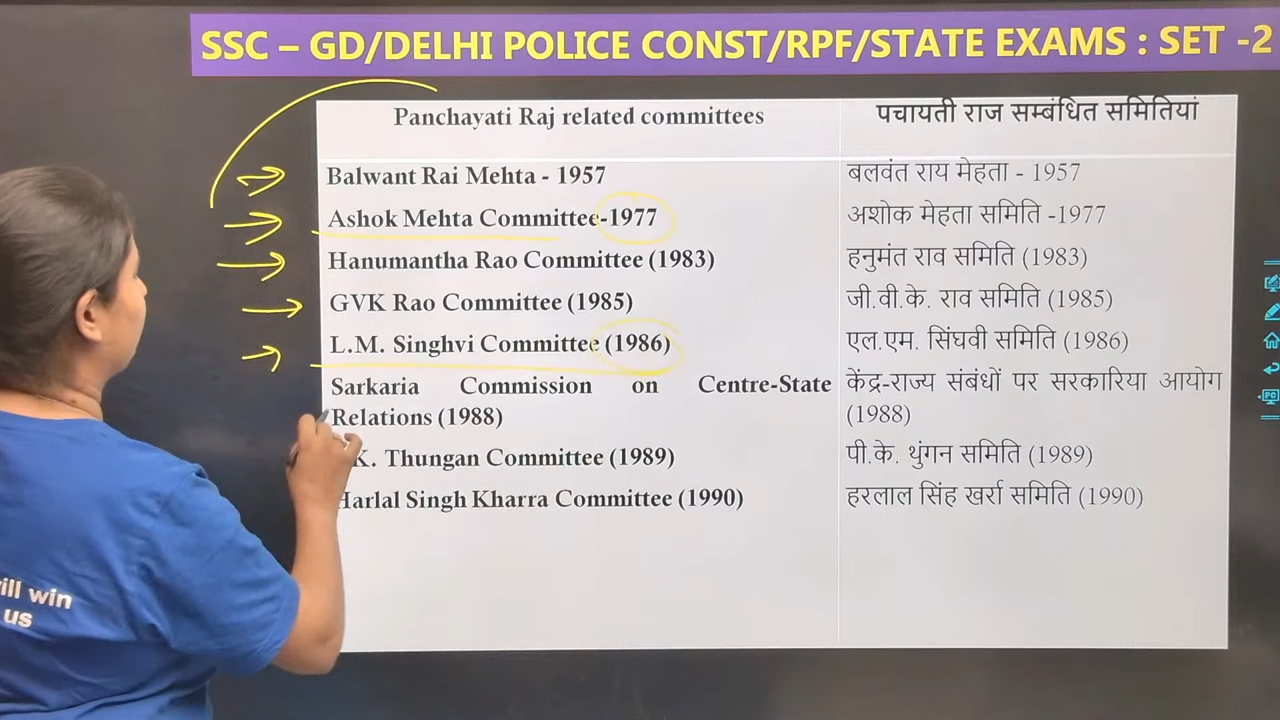 SSC – GD/DELHI POLICE CONST/RPF/STATE EXAMS : SET -2
Panchayati Raj related committees
पचायती राज सम्बंधित समितियां
Balwant Rai Mehta - 1957
बलवंत राय मेहता - 1957
Ashok Mehta Committee-1977
अशोक मेहता समिति -1977
Hanumantha Rao Committee (1983)
हनुमंत राव समिति (1983)
GVK Rao Committee (1985)
जी.वी.के. राव समिति (1985)
L.M. Singhvi Committee (1986)
एल.एम. सिंघवी समिति (1986)
Sarkaria Commission on Centre-State
Relations (1988)
केंद्र-राज्य संबंधों पर सरकारिया आयोग
(1988)
K. Thungan Committee (1989)
पी.के. थुंगन समिति (1989)
Harlal Singh Kharra Committee (1990)
हरलाल सिंह खर्रा समिति (1990)
ill win
us